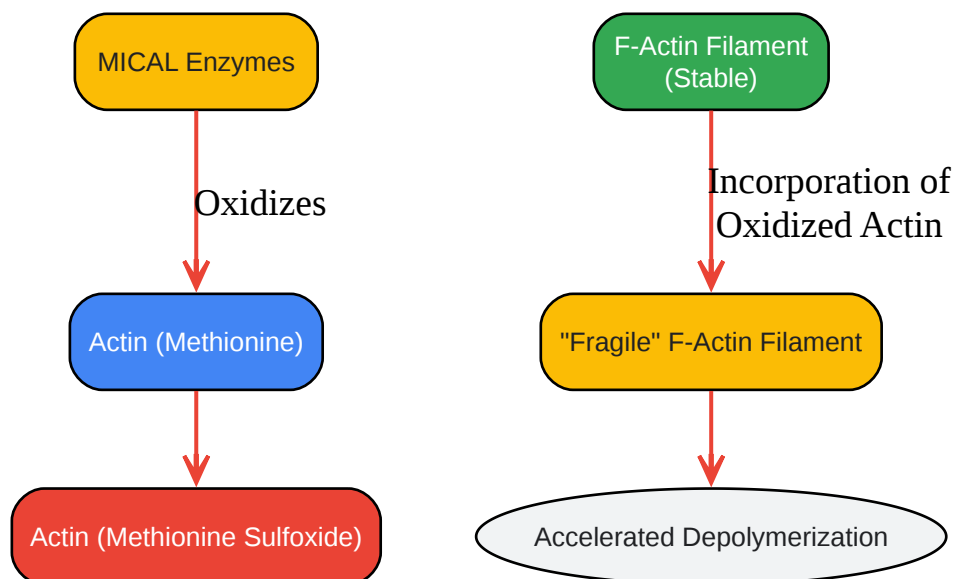 MICAL Enzymes
Oxidizes
Actin (Methionine)
Actin (Methionine Sulfoxide)
F-Actin Filament
(Stable)
Incorporation of
Oxidized Actin
"Fragile" F-Actin Filament
Accelerated Depolymerization